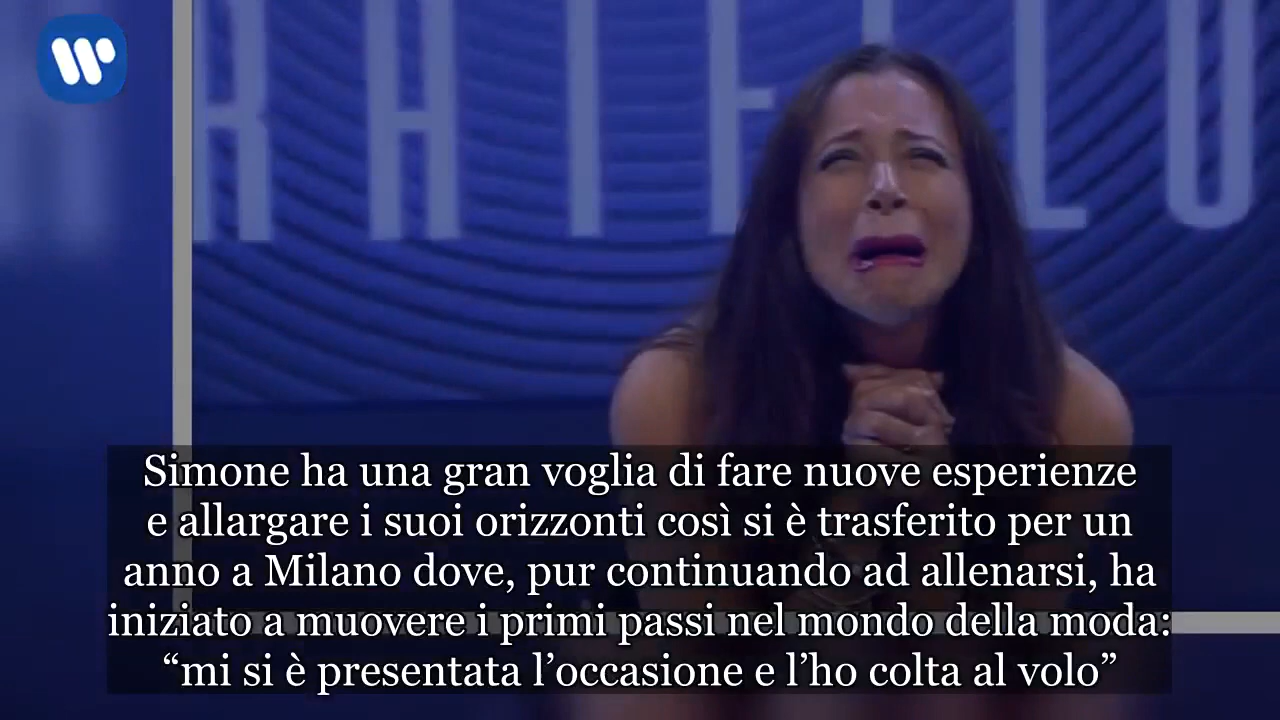 RATELLO
Simone ha una gran voglia di fare nuove esperienze
e allargare i suoi orizzonti così si è trasferito per un
anno a Milano dove, pur continuando ad allenarsi, ha
iniziato a muovere i primi passi nel mondo della moda:
“mi si è presentata l’occasione e l’ho colta al volo”